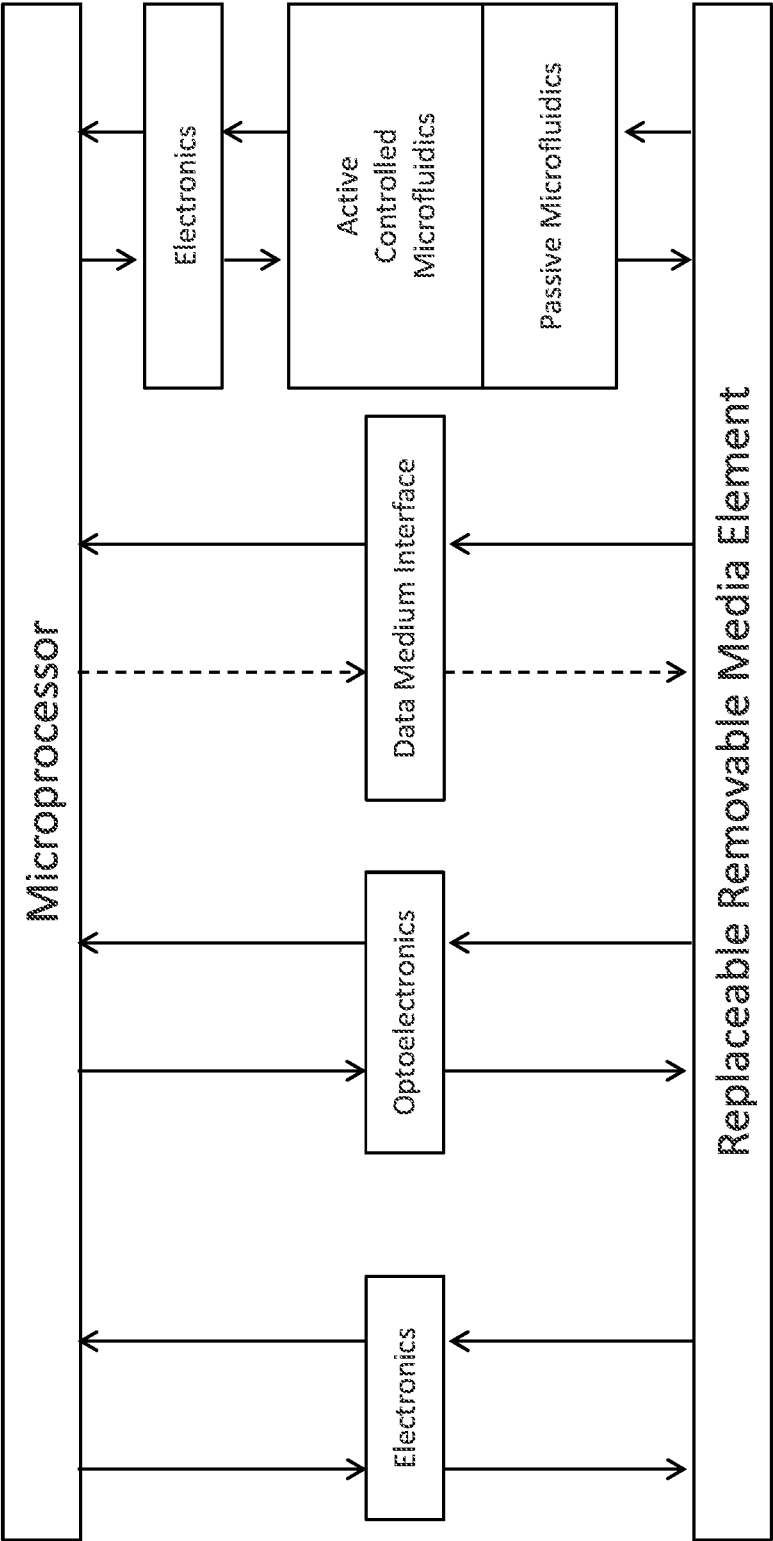 Microprocessor
Electronics
Optoelectronics
Data Medium Interface
Electronics
Active
Controlled
Microfluidics
Passive Microfluidics
Replaceable Removable Media Element